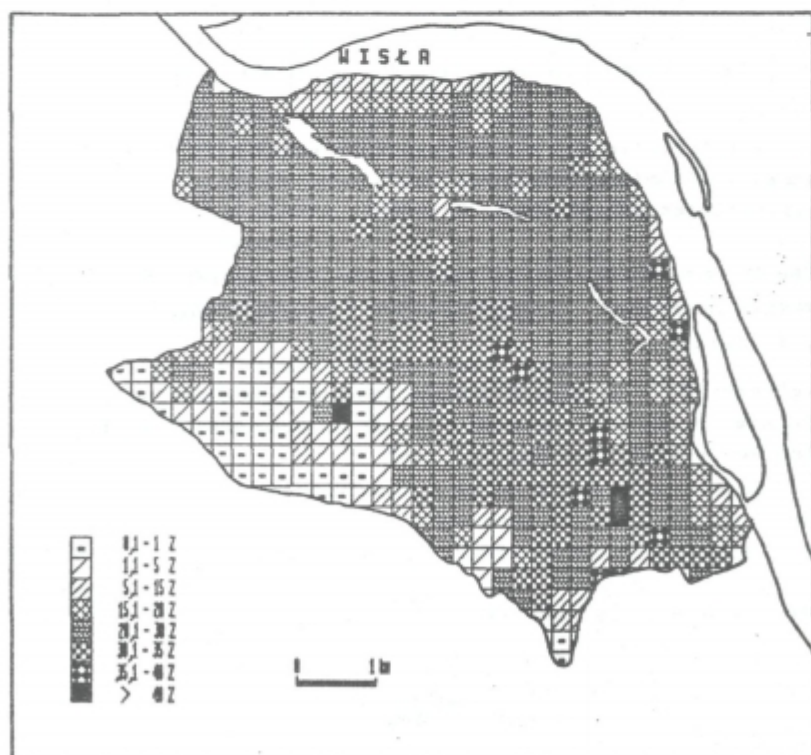 WISŁA
0,1 - 1 Z
1,1 - 5 Z
5,1 - 15 Z
15,1 - 20 Z
20,1 - 30 Z
30,1 - 35 Z
35,1 - 40 Z
> 40 Z
0 1 km